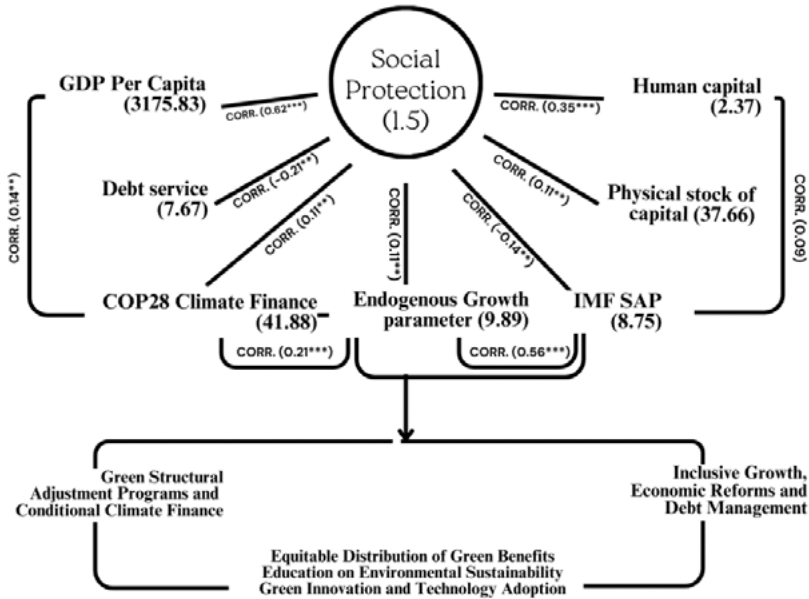 Social
Protection
(1.5)
GDP Per Capita
(3175.83)
CORR. (0.62***)
Human capital
(2.37)
CORR. (0.35***)
Debt service
(7.67)
CORR. (-0.21**)
Physical stock of
capital (37.66)
CORR. (0.11**)
CORR. (0.14**)
CORR. (0.11**)
CORR. (0.11**)
CORR. (-0.14**)
CORR. (0.09)
COP28 Climate Finance
(41.88)
Endogenous Growth
parameter (9.89)
IMF SAP
(8.75)
CORR. (0.21***)
CORR. (0.56***)
Green Structural
Adjustment Programs and
Conditional Climate Finance
Inclusive Growth,
Economic Reforms and
Debt Management
Equitable Distribution of Green Benefits
Education on Environmental Sustainability
Green Innovation and Technology Adoption